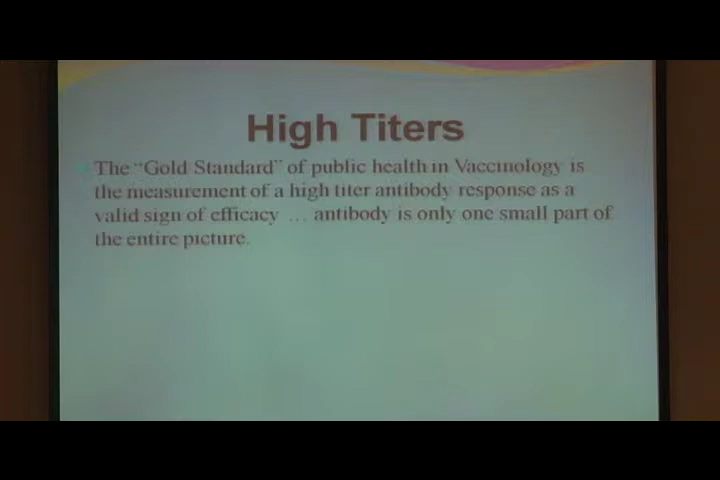 High Titers
The “Gold Standard” of public health in Vaccinology is
the measurement of a high titer antibody response as a
valid sign of efficacy … antibody is only one small part of
the entire picture.